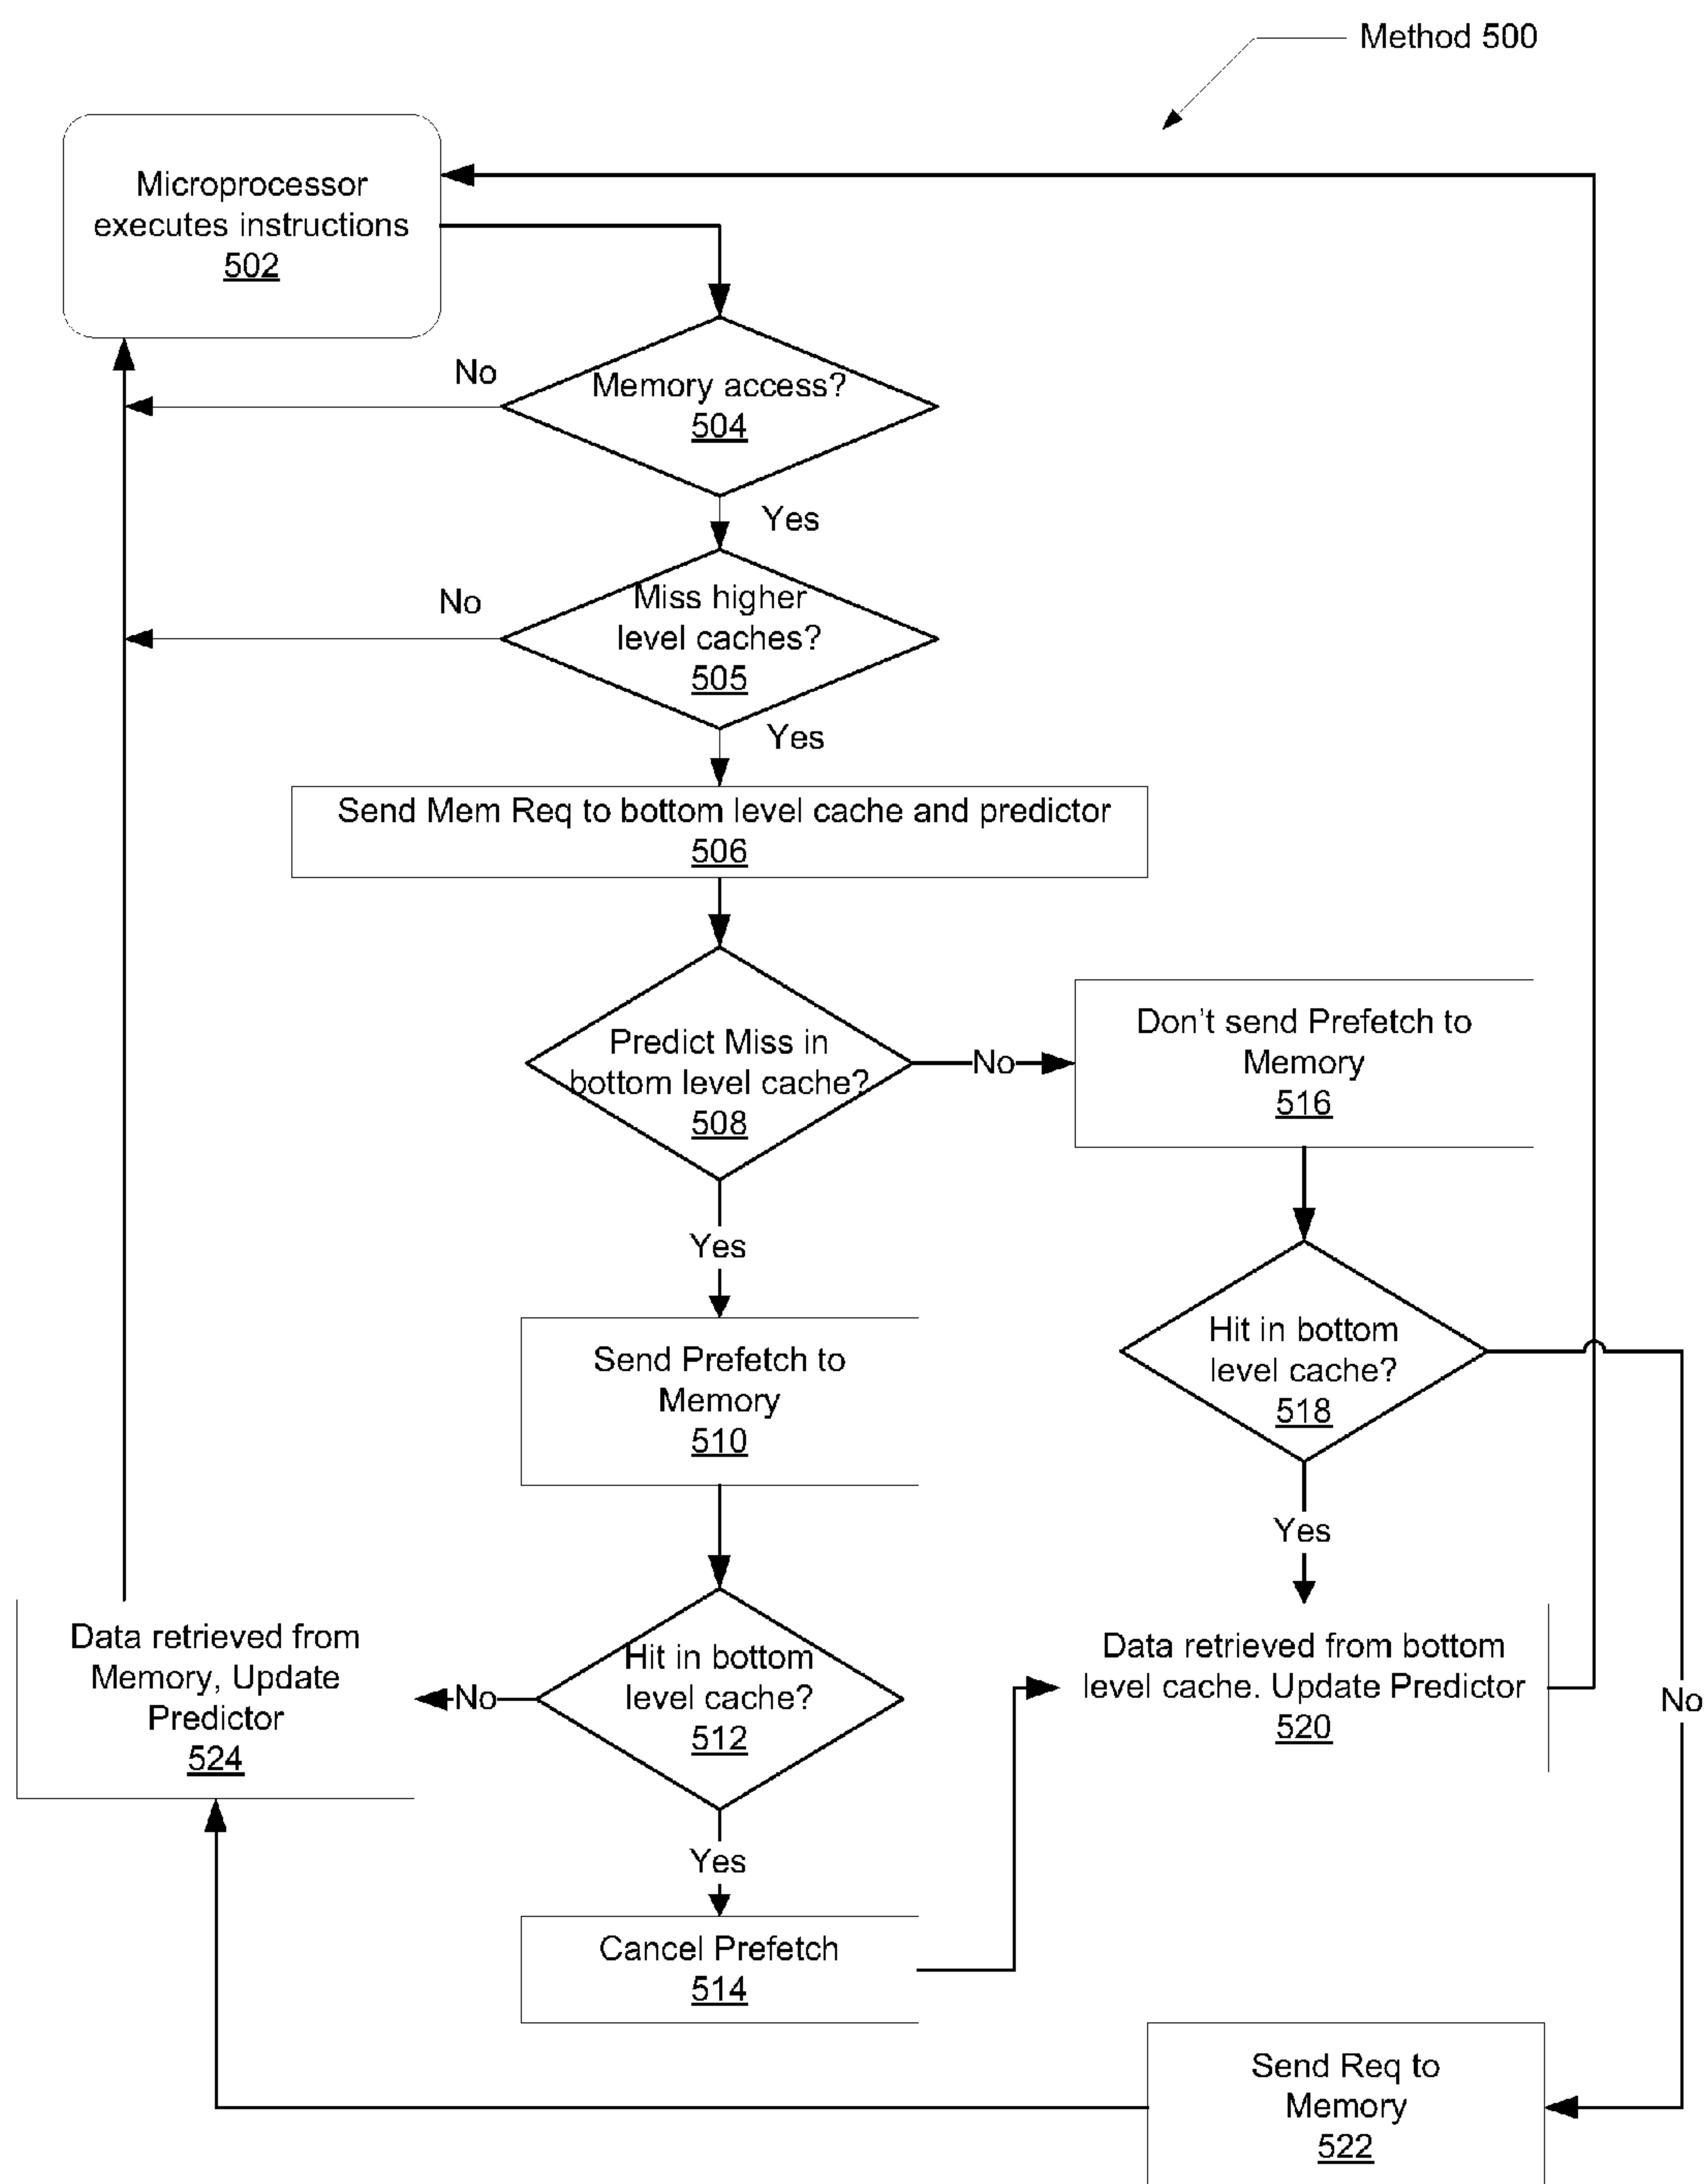 Method 500
Microprocessor
executes instructions
502
No
Memory access?
504
Yes
No
Miss higher
level caches?
505
Yes
Send Mem Req to bottom level cache and predictor
506
Predict Miss in
bottom level cache?
508
No
Don't send Prefetch to
Memory
516
Yes
Send Prefetch to
Memory
510
Hit in bottom
level cache?
518
Yes
Data retrieved from
Memory, Update
Predictor
524
No
Hit in bottom
level cache?
512
Data retrieved from bottom
level cache. Update Predictor
520
No
Yes
Cancel Prefetch
514
Send Req to
Memory
522